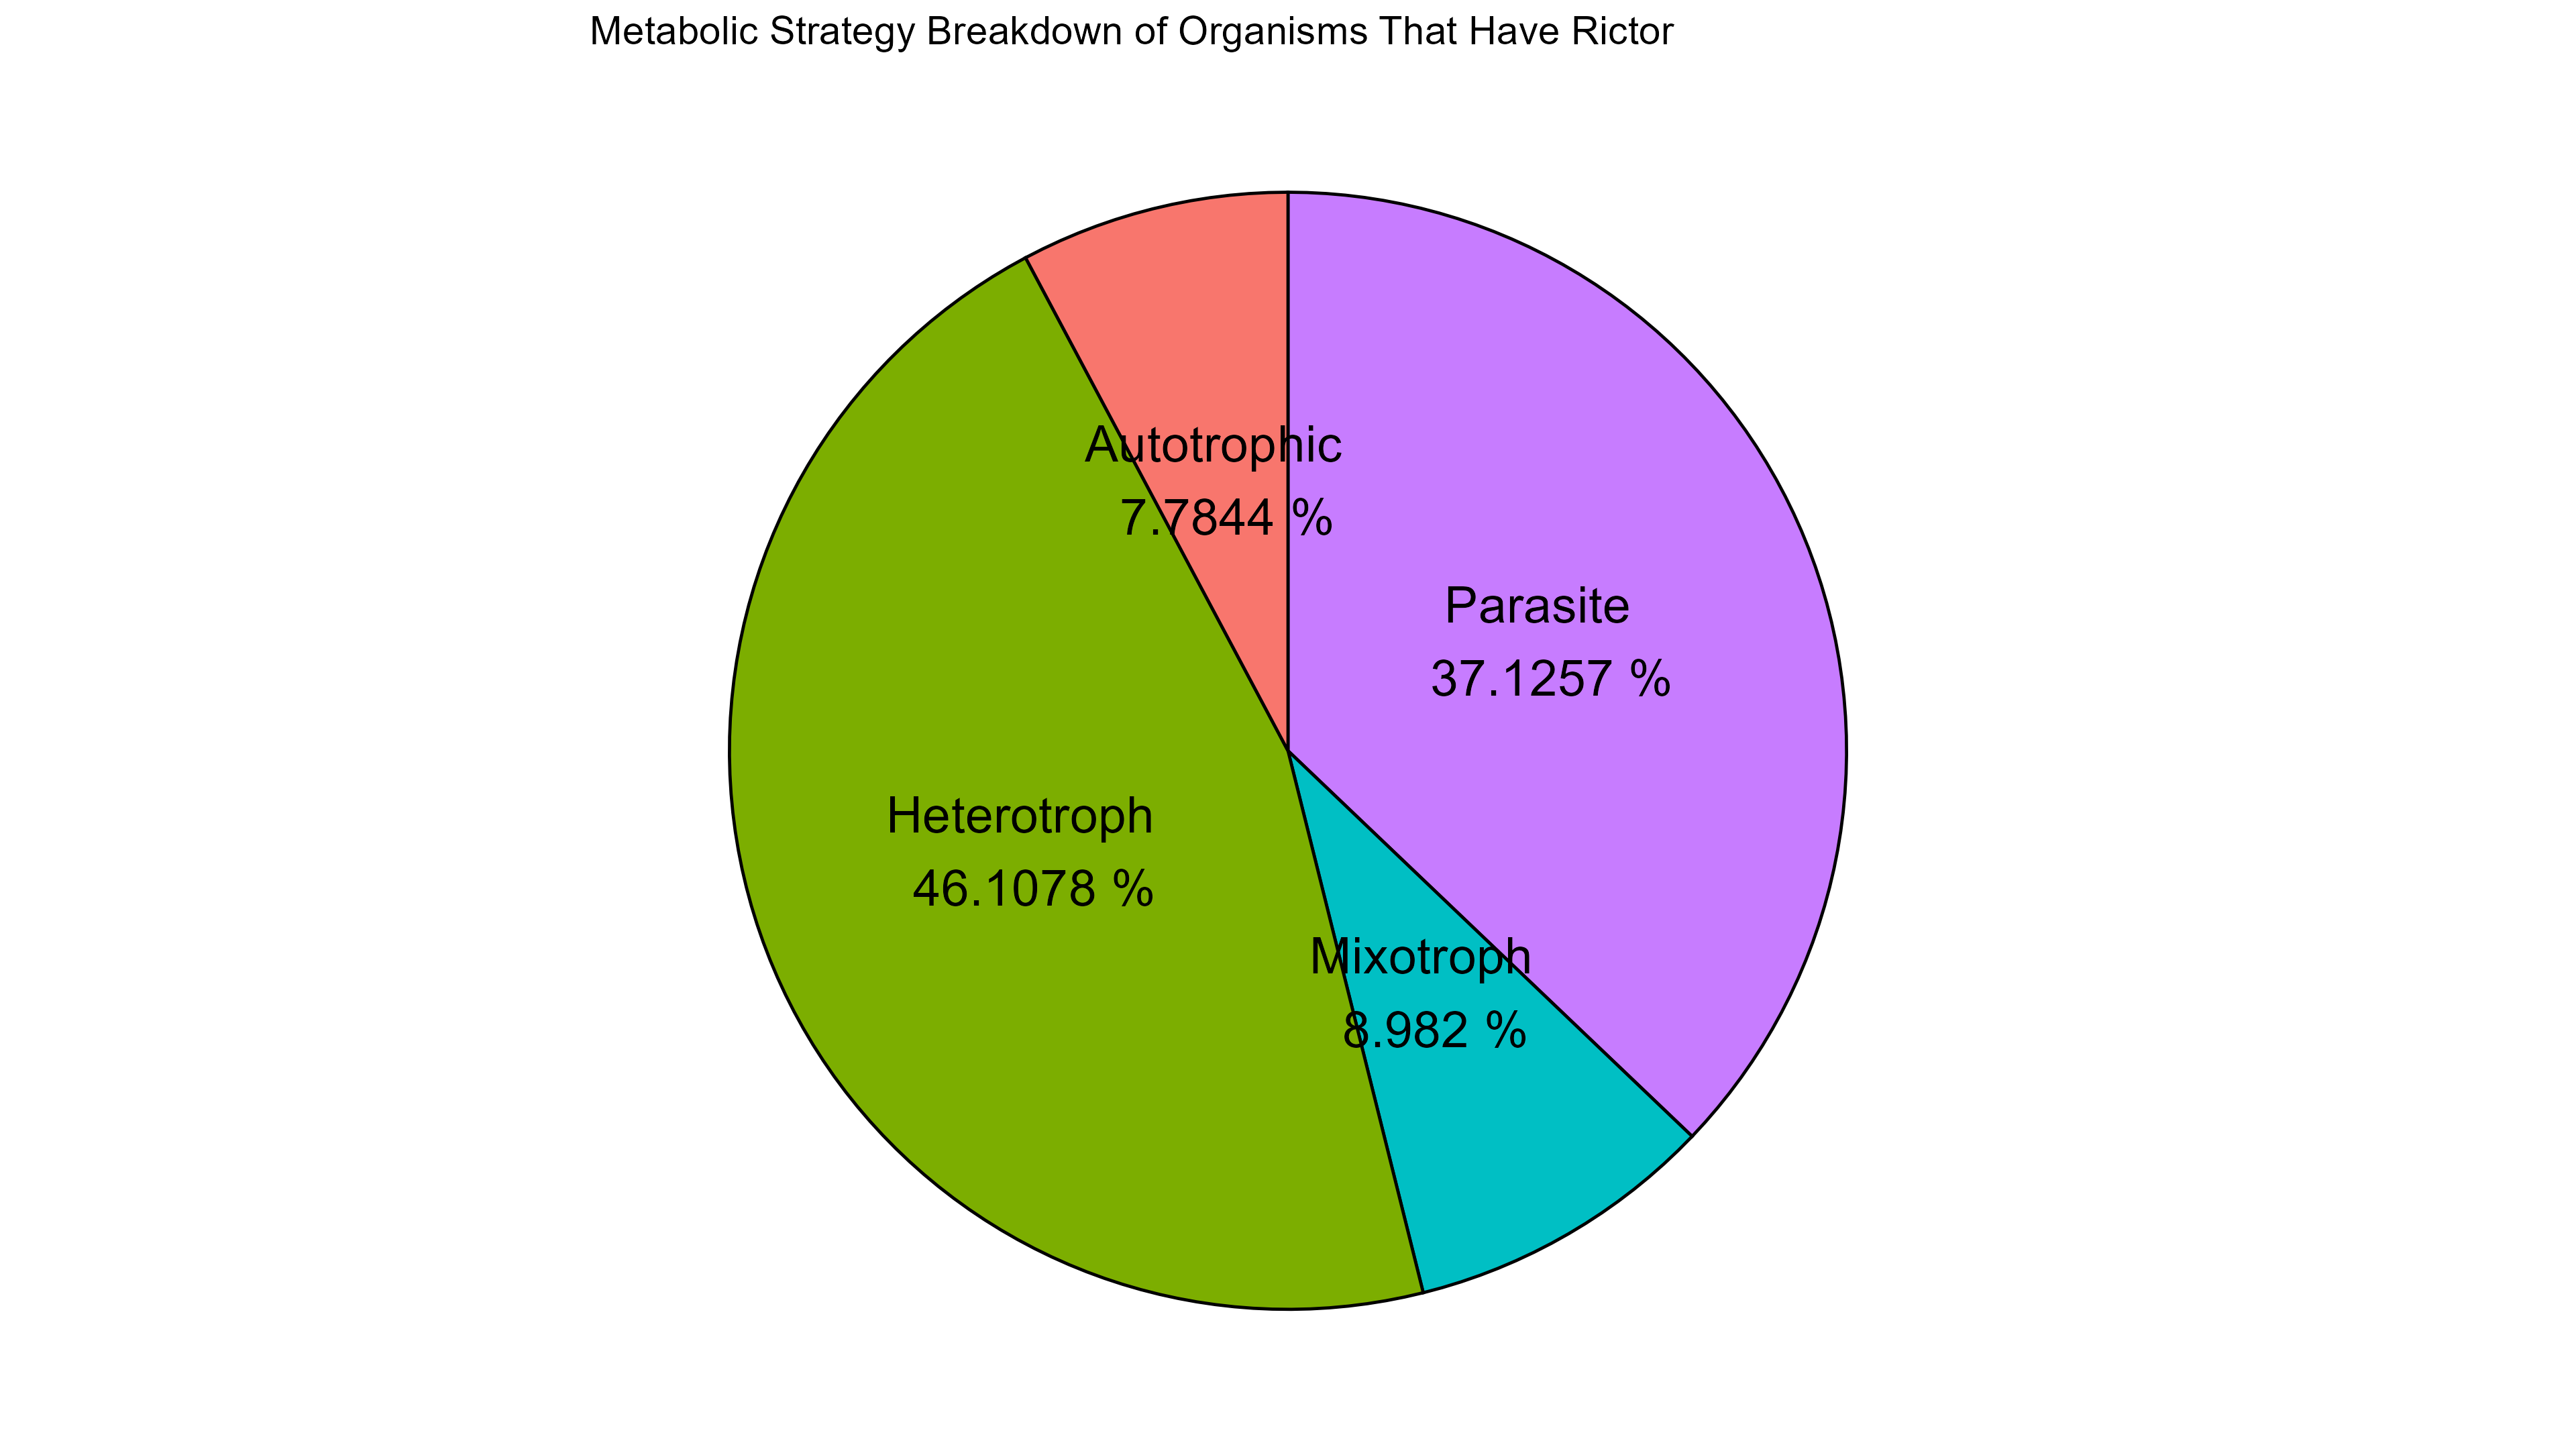 Metabolic Strategy Breakdown of Organisms That Have Rictor
Autotrophic
7.7844 %
Parasite
37.1257 %
Heterotroph
46.1078 %
Mixotroph
8.982 %